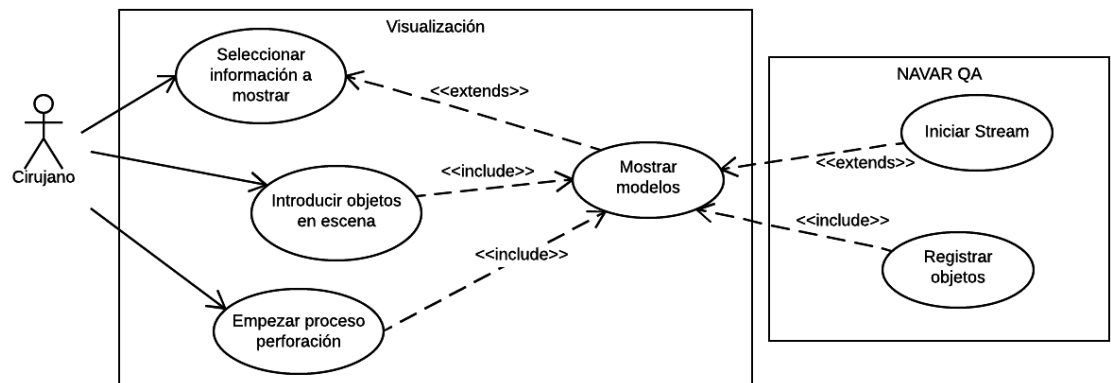 Visualización
Seleccionar
información a
mostrar
<<extends>>
NAVAR QA
Iniciar Stream
Cirujano
<<include>>
Mostrar
modelos
<<extends>>
Introducir objetos
en escena
<<include>>
<<include>>
Registrar
objetos
Empezar proceso
perforación